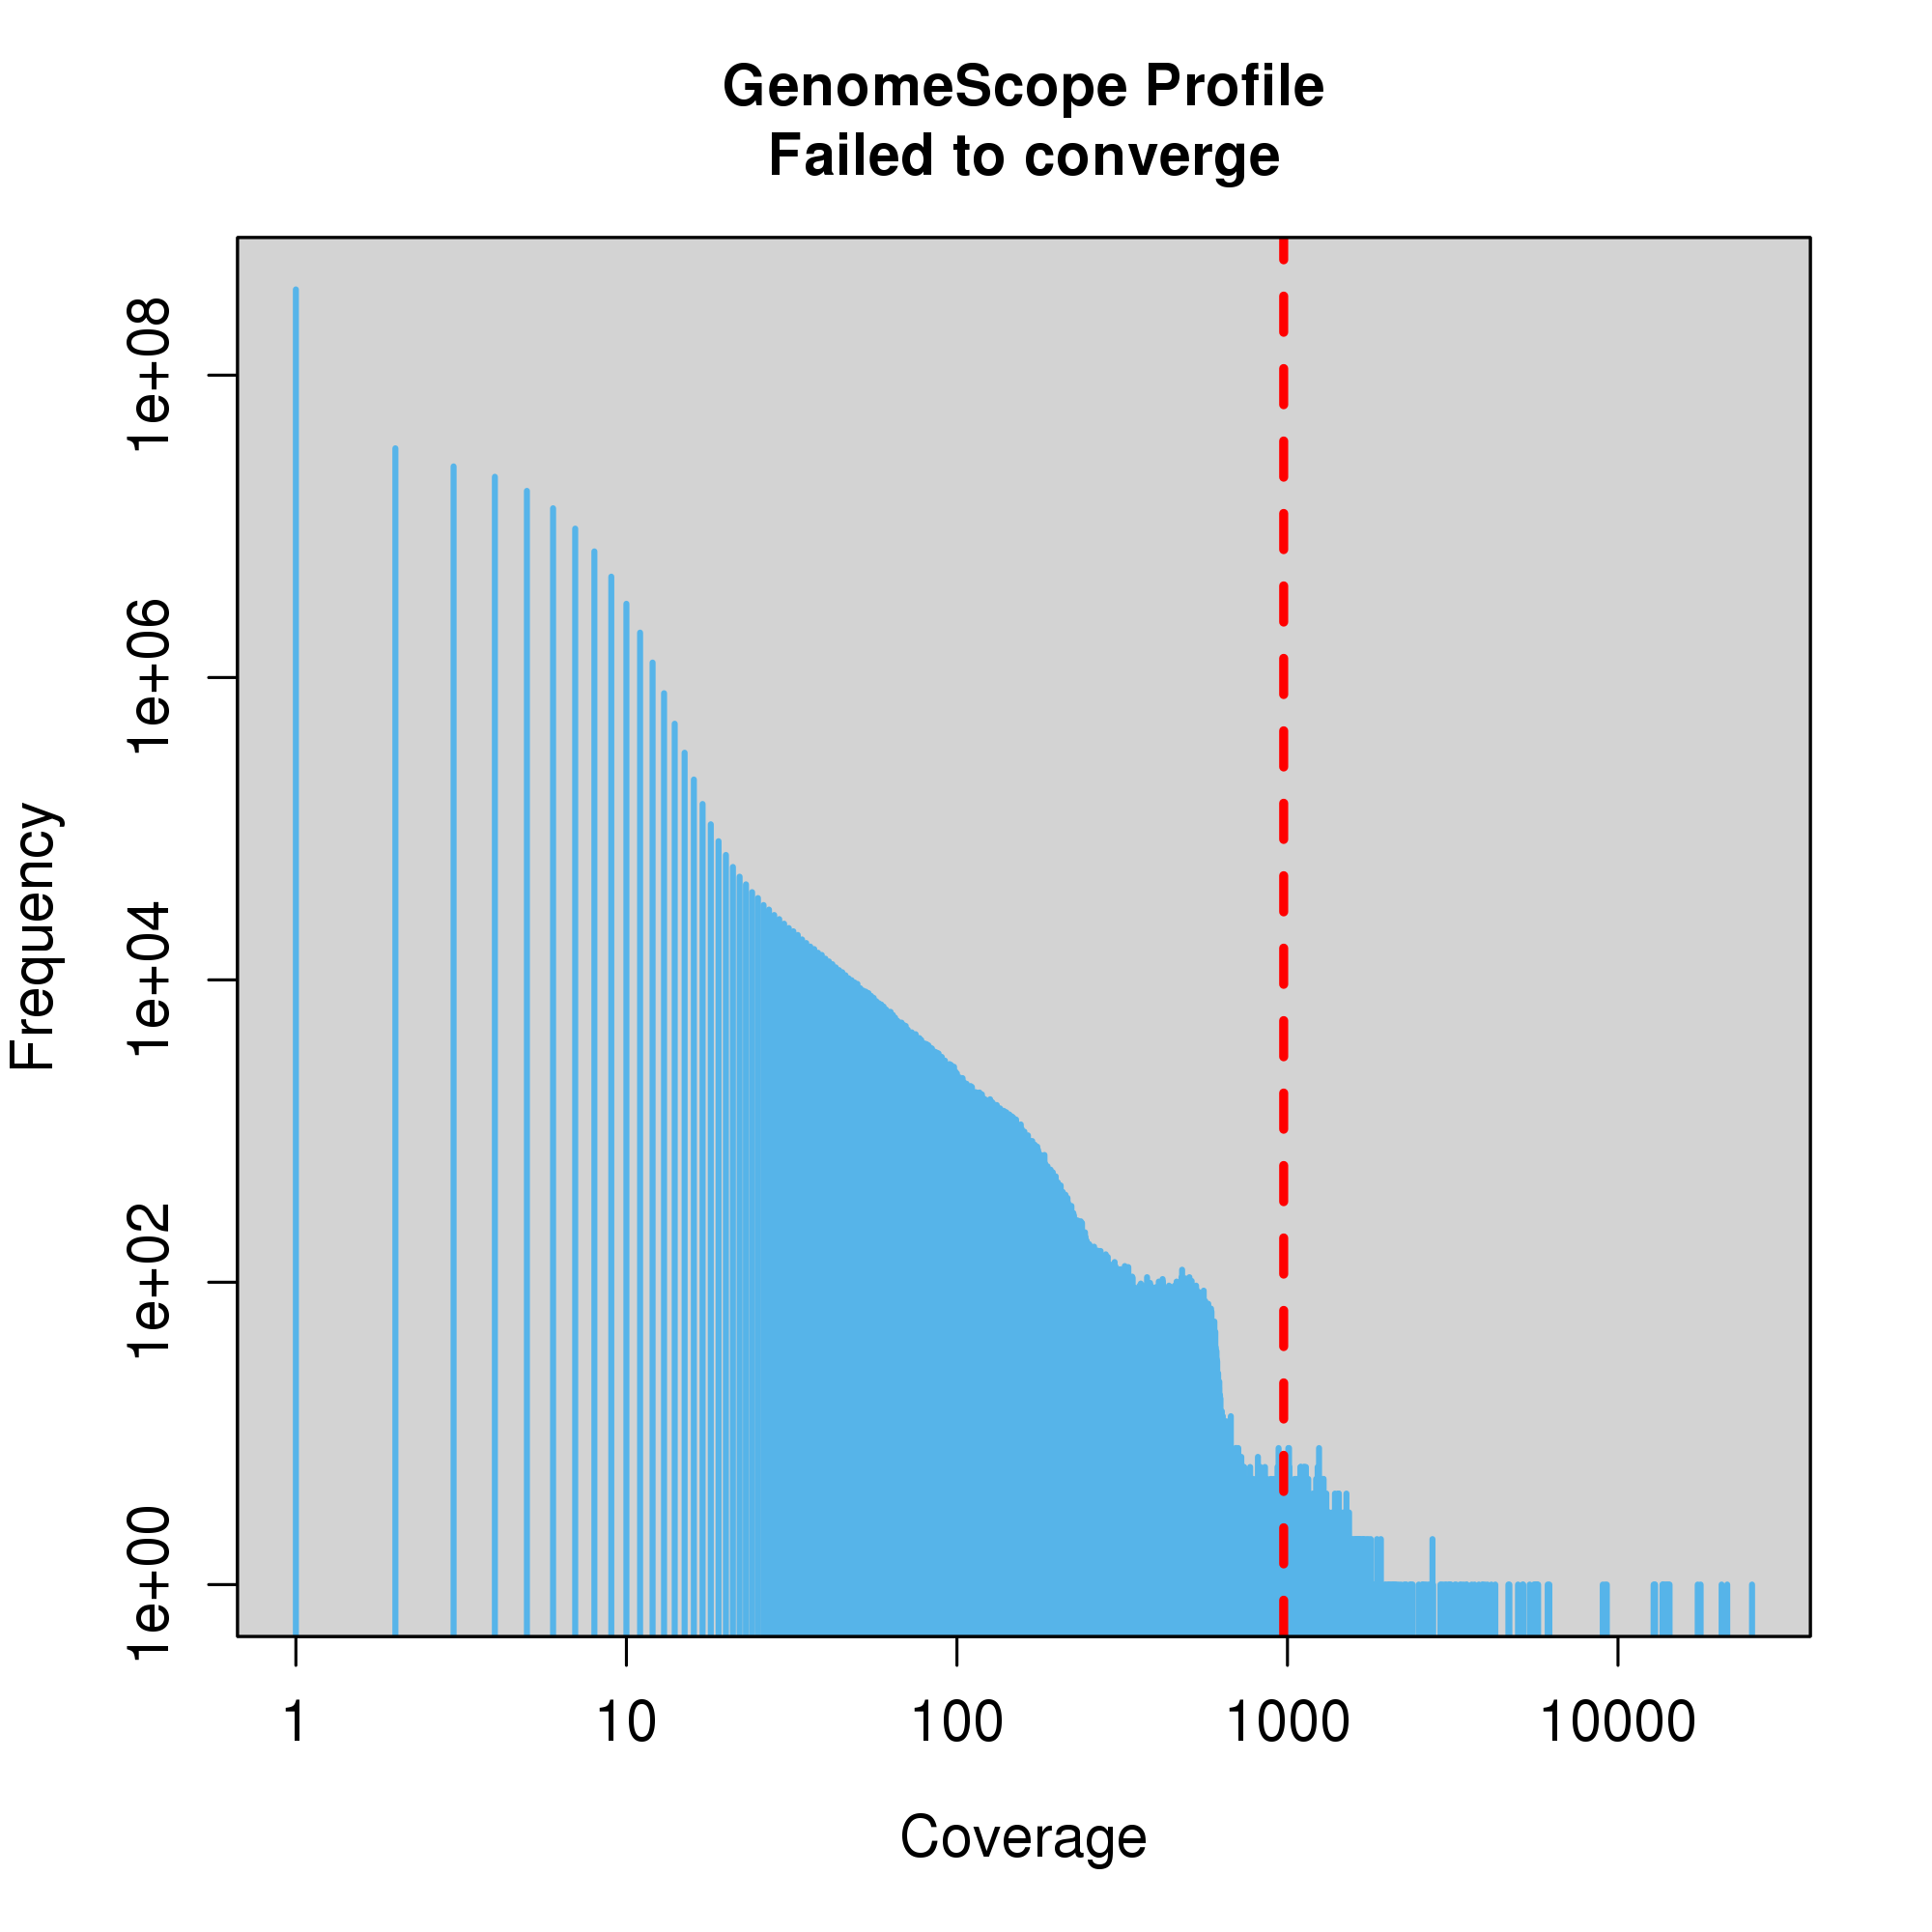 GenomeScope Profile
Failed to converge
Frequency
1e+08
1e+06
1e+04
1e+02
1e+00
1
10
100
1000
10000
Coverage